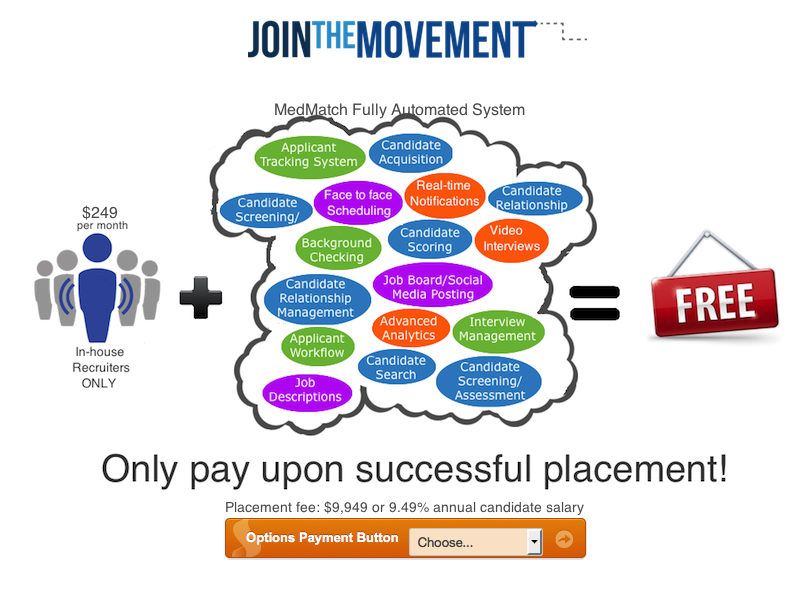 JOINTHEMOVEMENT
MedMatch Fully Automated System
Applicant
Tracking System
Candidate
Acquisition
Candidate
Screening/
Face to face
Scheduling
Real-time
Notifications
Candidate
Relationship
$249
per month
Background
Checking
Candidate
Scoring
Video
Interviews
Candidate
Relationship
Management
Job Board/Social
Media Posting
FREE
Advanced
Analytics
Interview
Management
Applicant
Workflow
Candidate
Search
Candidate
Screening/
Assessment
In-house
Recruiters
ONLY
Job
Descriptions
Only pay upon successful placement!
Placement fee: $9,949 or 9.49% annual candidate salary
Options Payment Button
Choose...